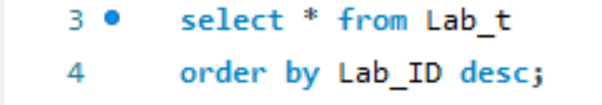 3 select * from Lab_t
4 order by Lab_ID desc;